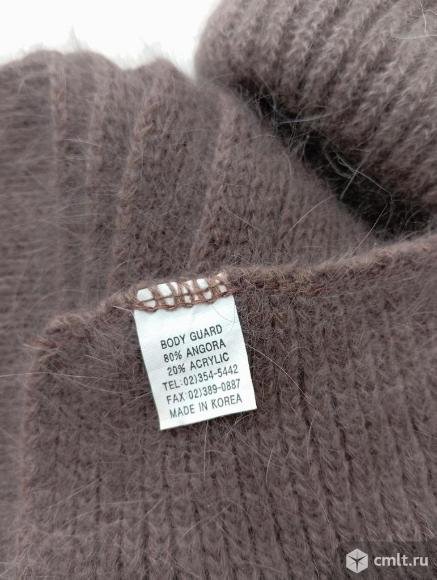 BODY GUARD
80% ANGORA
20% ACRYLIC
TEL:02)354-5442
FAX:02)389-0887
MADE IN KOREA
cmlt.ru